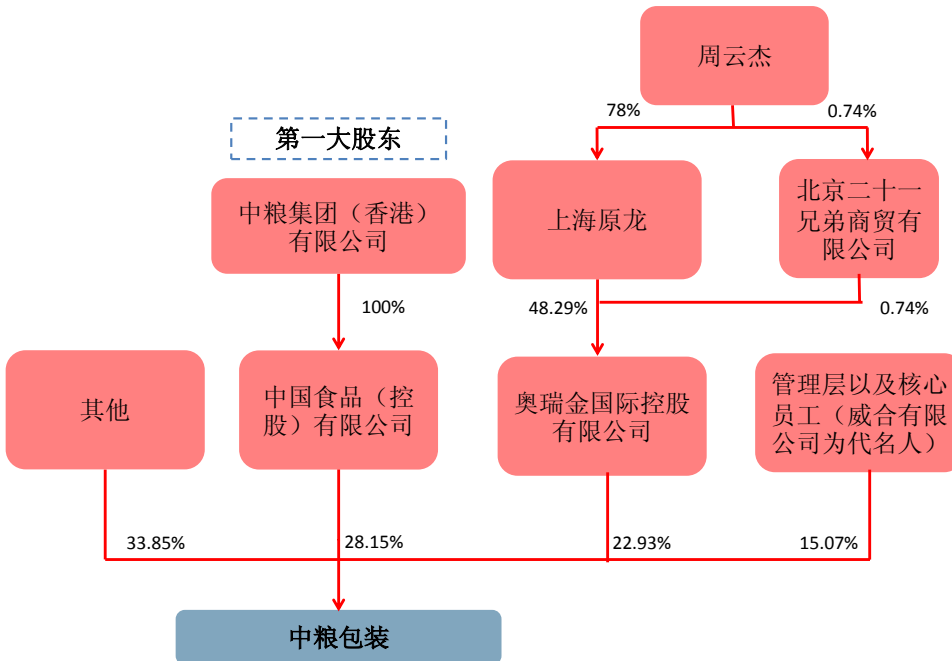 周云杰
78%
0.74%
第一大股东
中粮集团（香港）
有限公司
上海原龙
北京二十一
兄弟商贸有
限公司
100%
48.29%
0.74%
其他
中国食品（控
股）有限公司
奥瑞金国际控股
有限公司
管理层以及核心
员工（威合有限
公司为代名人）
33.85%
28.15%
22.93%
15.07%
中粮包装